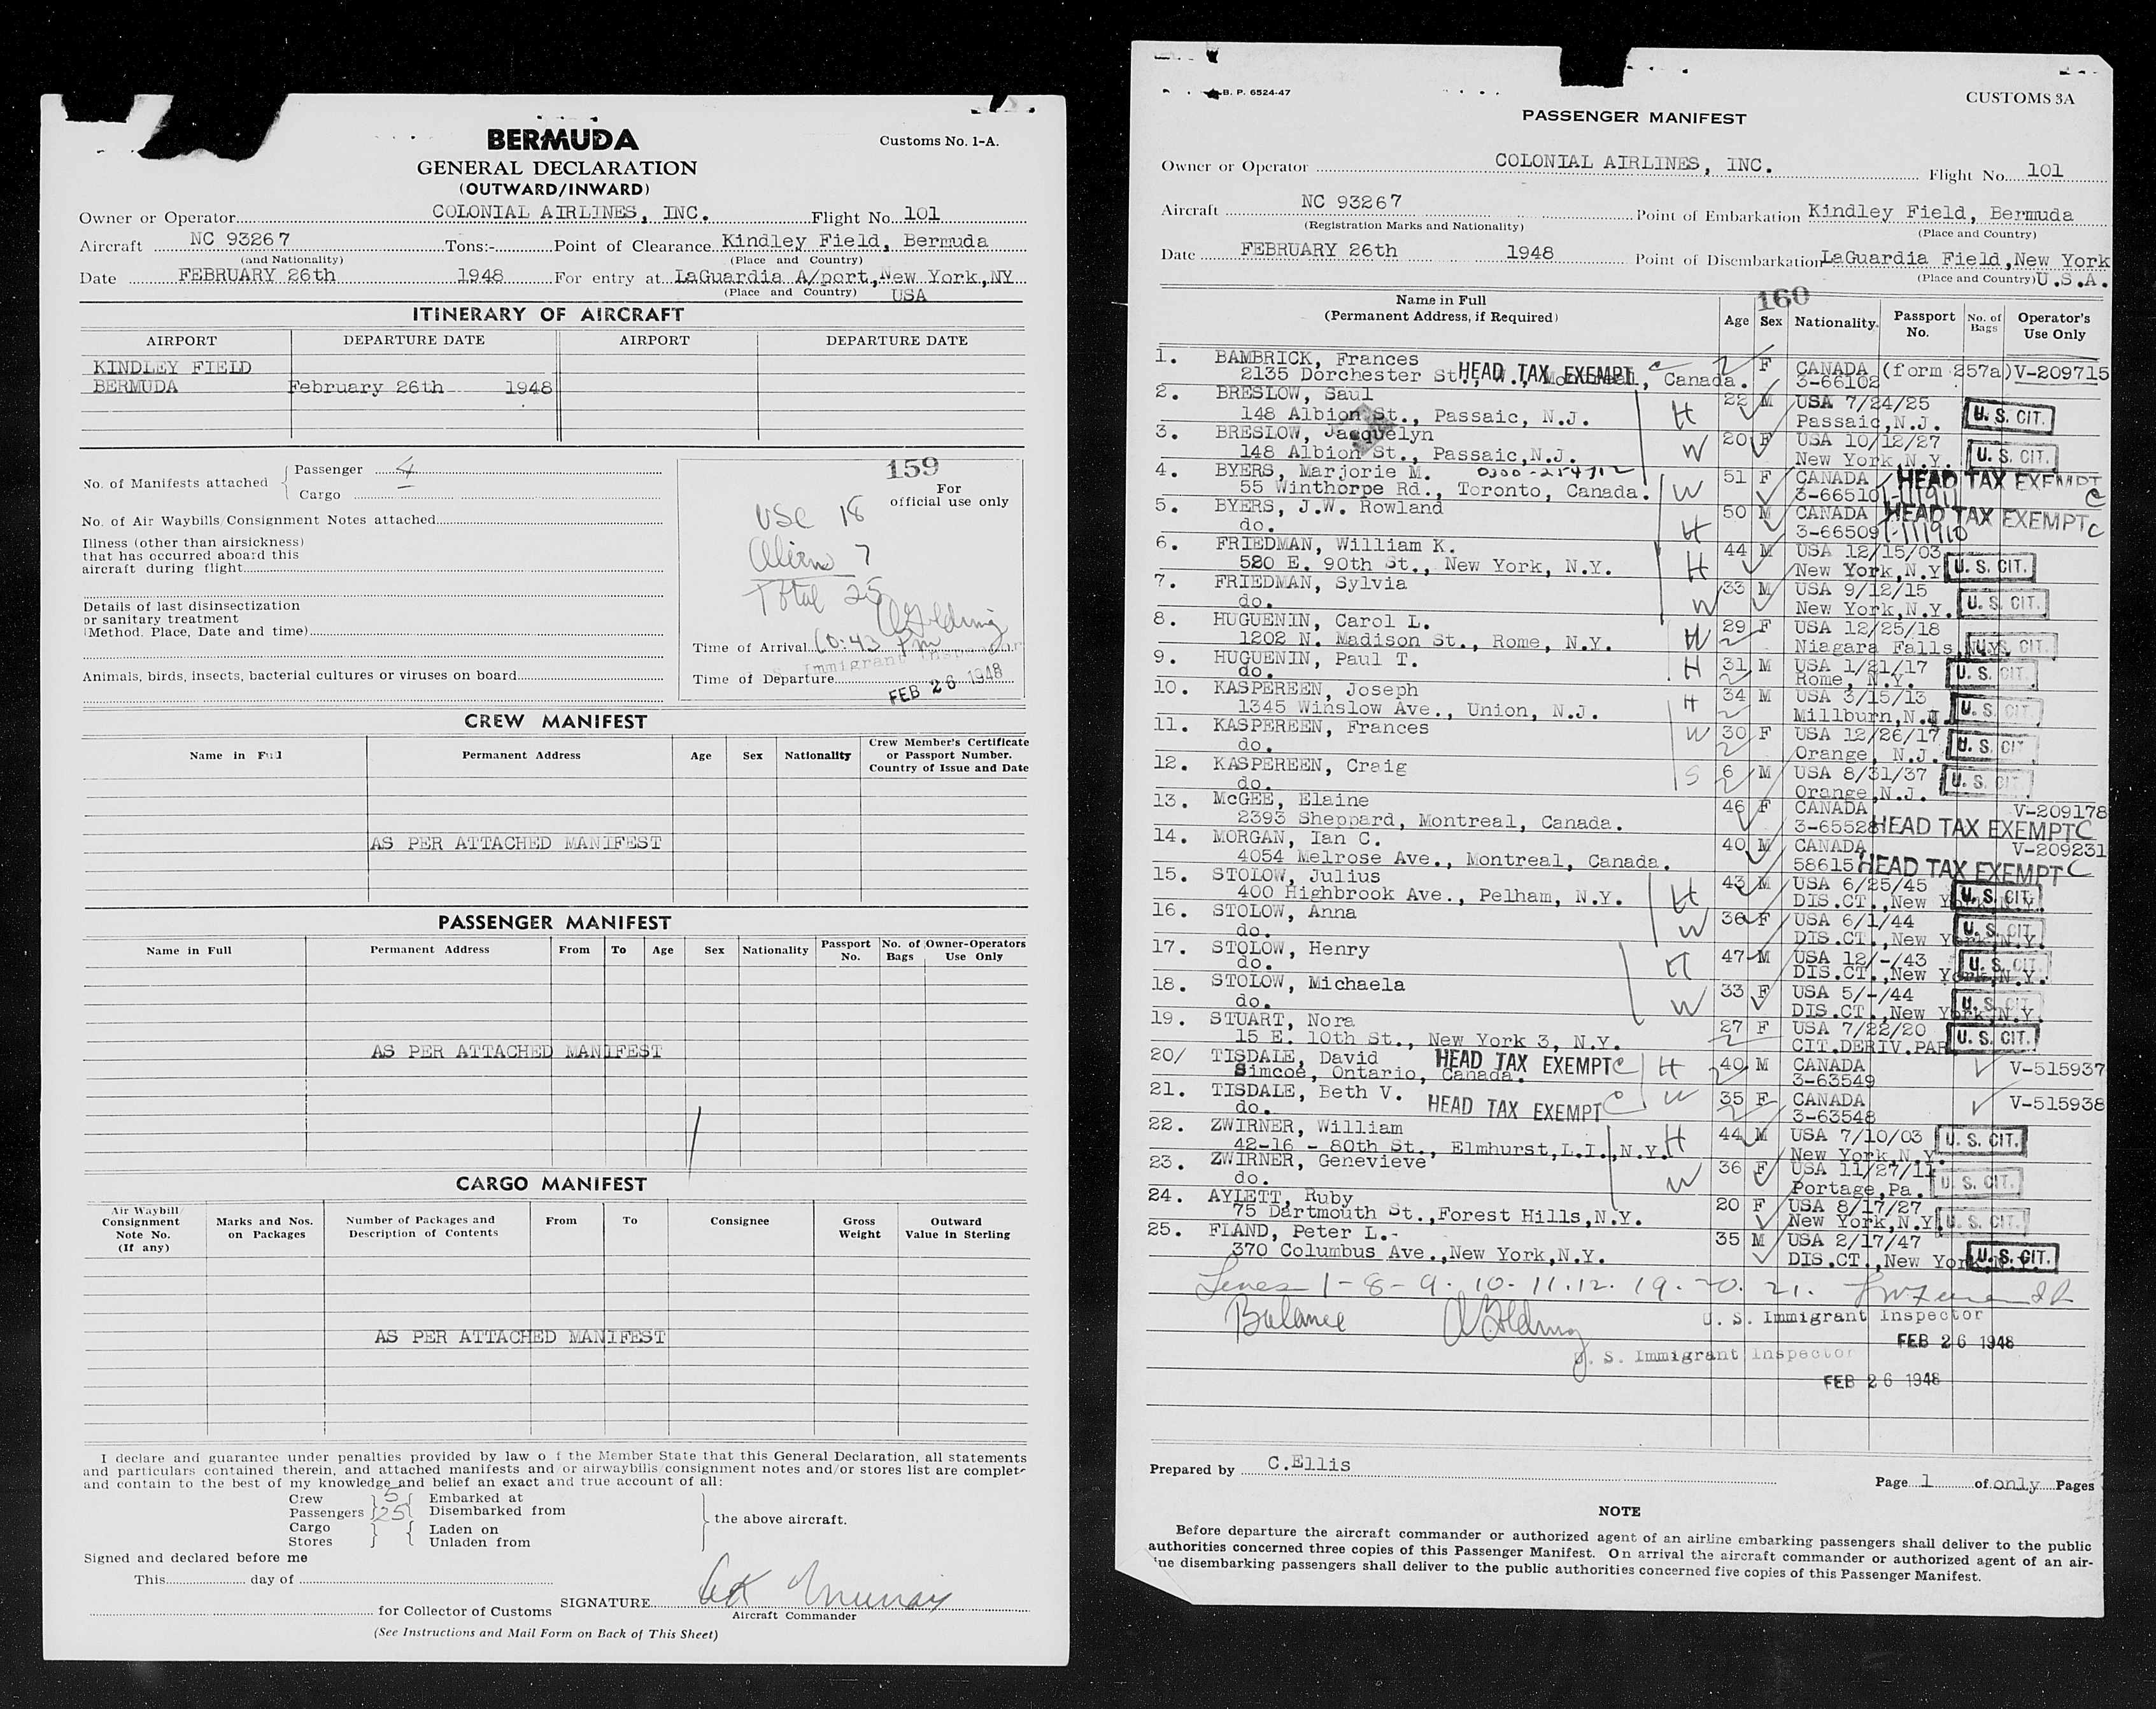 BERMUDA
Customs No. 1-A.
GENERAL DECLARATION
(OUTWARD/INWARD)
Owner or Operator COLONIAL AIRLINES, INC. Flight No. 101
Aircraft NC 93267 Tons:- Point of Clearance Kindley Field, Bermuda
(and Nationality) (Place and Country)
Date FEBRUARY 26th 1948 For entry at LaGuardia A/port, New York, NY
(Place and Country) USA
ITINERARY OF AIRCRAFT
AIRPORT DEPARTURE DATE AIRPORT DEPARTURE DATE
KINDLEY FIELD
BERMUDA February 26th 1948
No. of Manifests attached Passenger 4
Cargo
159
For
official use only
USC 18
Aliens 7
Total 25
No. of Air Waybills/Consignment Notes attached
Illness (other than airsickness)
that has occurred aboard this
aircraft during flight
Details of last disinsectization
or sanitary treatment
(Method, Place, Date and time)
Time of Arrival 10:43 PM
Immigrant Inspector
Time of Departure
FEB 26 1948
Animals, birds, insects, bacterial cultures or viruses on board
CREW MANIFEST
Name in Full Permanent Address Age Sex Nationality Crew Member's Certificate
or Passport Number.
Country of Issue and Date
AS PER ATTACHED MANIFEST
PASSENGER MANIFEST
Name in Full Permanent Address From To Age Sex Nationality Passport No. No. of Bags Owner-Operators Use Only
AS PER ATTACHED MANIFEST
CARGO MANIFEST
Air Waybill/ Consignment Note No. (If any) Marks and Nos. on Packages Number of Packages and Description of Contents From To Consignee Gross Weight Outward Value in Sterling
AS PER ATTACHED MANIFEST
I declare and guarantee under penalties provided by law o f the Member State that this General Declaration, all statements
and particulars contained therein, and attached manifests and or airwaybills/consignment notes and/or stores list are complete
and contain to the best of my knowledge and belief an exact and true account of all:
Crew 5 Embarked at
Passengers 25 Disembarked from
Cargo Laden on
Stores Unladen from
the above aircraft.
Signed and declared before me
This day of
for Collector of Customs
SIGNATURE Murray
Aircraft Commander
(See Instructions and Mail Form on Back of This Sheet)
B. P. 6524-47
CUSTOMS 3A
PASSENGER MANIFEST
Owner or Operator COLONIAL AIRLINES, INC. Flight No. 101
Aircraft NC 93267 Point of Embarkation Kindley Field, Bermuda
(Registration Marks and Nationality) (Place and Country)
Date FEBRUARY 26th 1948 Point of Disembarkation LaGuardia Field, New York
(Place and Country) U.S.A.
160
Name in Full
(Permanent Address, if Required)
Age Sex Nationality. Passport No. No. of Bags Operator's Use Only
1. BAMBRICK, Frances F CANADA (form 257a) V-209715
2135 Dorchester St., W., Montreal, Canada. 3-66102
HEAD TAX EXEMPT C
2. BRESLOW, Saul H 22 M USA 7/24/25
148 Albion St., Passaic, N.J. Passaic,N.J. U. S. CIT.
3. BRESLOW, Jacquelyn W 20 F USA 10/12/27
148 Albion St., Passaic,N.J. New York,N.Y. U. S. CIT.
4. BYERS, Marjorie M. 0300-254712 W 51 F CANADA HEAD TAX EXEMPT C
55 Winthorpe Rd., Toronto, Canada. 3-66510 1-111911
5. BYERS, J.W. Rowland H 50 M CANADA HEAD TAX EXEMPT C
do. 3-66509 1-111910
6. FRIEDMAN, William K. H 44 M USA 12/15/03
520 E. 90th St., New York, N.Y. New York,N.Y. U. S. CIT.
7. FRIEDMAN, Sylvia W 33 M USA 9/12/15
do. New York,N.Y. U. S. CIT.
8. HUGUENIN, Carol L. W 29 F USA 12/25/18
1202 N. Madison St., Rome, N.Y. Niagara Falls,N.Y. U. S. CIT.
9. HUGUENIN, Paul T. H 31 M USA 1/21/17
do. Rome, N.Y. U. S. CIT.
10. KASPEREEN, Joseph H 34 M USA 3/15/13
1345 Winslow Ave., Union, N.J. Millburn,N.J. U. S. CIT.
11. KASPEREEN, Frances W 30 F USA 12/26/17
do. Orange, N.J. U. S. CIT.
12. KASPEREEN, Craig S 6 M USA 8/31/37
do. Orange,N.J. U. S. CIT.
13. McGEE, Elaine 46 F CANADA V-209178
2393 Sheppard, Montreal, Canada. 3-65528 HEAD TAX EXEMPT C
14. MORGAN, Ian C. 40 M CANADA V-209231
4054 Melrose Ave., Montreal, Canada. 58615 HEAD TAX EXEMPT C
15. STOLOW, Julius H 43 M USA 6/25/45
400 Highbrook Ave., Pelham, N.Y. DIS.CT.,New York,N.Y. U. S. CIT.
16. STOLOW, Anna W 36 F USA 6/1/44
do. DIS.CT.,New York,N.Y. U. S. CIT.
17. STOLOW, Henry H 47 M USA 12/-/43
do. DIS.CT.,New York,N.Y. U. S. CIT.
18. STOLOW, Michaela W 33 F USA 5/-/44
do. DIS.CT.,New York,N.Y. U. S. CIT.
19. STUART, Nora 27 F USA 7/22/20
15 E. 10th St., New York 3, N.Y. CIT.DERIV.PAR U. S. CIT.
20/ TISDALE, David HEAD TAX EXEMPT C H 40 M CANADA V-515937
Simcoe, Ontario, Canada. 3-63549
21. TISDALE, Beth V. HEAD TAX EXEMPT C W 35 F CANADA V-515938
do. 3-63548
22. ZWIRNER, William H 44 M USA 7/10/03 U. S. CIT.
42-16 - 80th St., Elmhurst,L.I.,N.Y. New York,N.Y.
23. ZWIRNER, Genevieve W 36 F USA 11/27/11
do. Portage,Pa. U. S. CIT.
24. AYLETT, Ruby 20 F USA 8/17/27
75 Dartmouth St.,Forest Hills,N.Y. New York,N.Y. U. S. CIT.
25. FLAND, Peter L.- 35 M USA 2/17/47
370 Columbus Ave.,New York,N.Y. DIS.CT.,New York,N.Y. U. S. CIT.
Lines 1-8-9-10-11.12.19.20.21.
U. S. Immigrant Inspector
Balance
FEB 26 1948
U. S. Immigrant Inspector
FEB 26 1948
Prepared by C.Ellis
Page 1 of only Pages
NOTE
Before departure the aircraft commander or authorized agent of an airline embarking passengers shall deliver to the public
authorities concerned three copies of this Passenger Manifest. On arrival the aircraft commander or authorized agent of an air-
ine disembarking passengers shall deliver to the public authorities concerned five copies of this Passenger Manifest.